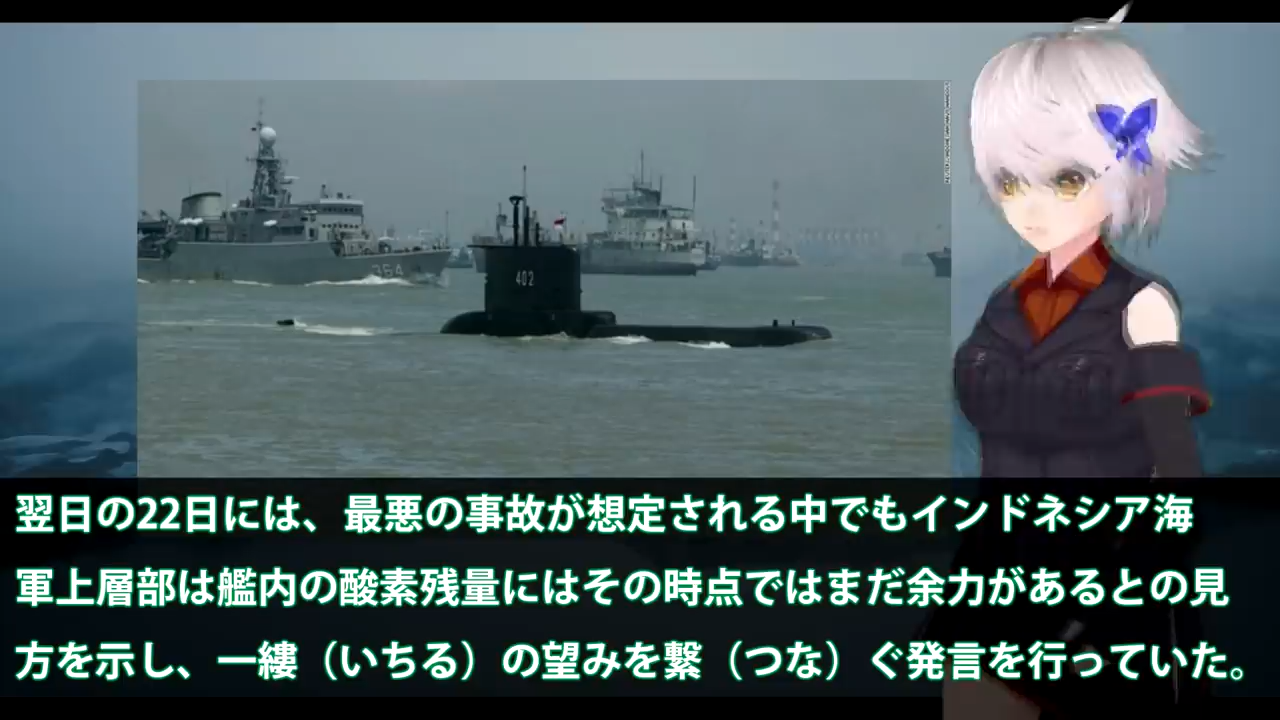 402
364
翌日の22日には、最悪の事故が想定される中でもインドネシア海
軍上層部は艦内の酸素残量にはその時点ではまだ余力があるとの見
方を示し、一縷（いちる）の望みを繋（つな）ぐ発言を行っていた。